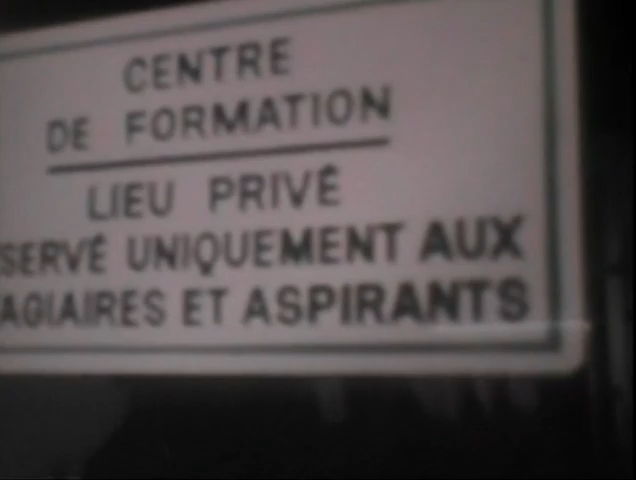 CENTRE
DE FORMATION
LIEU PRIVÉ
SERVÉ UNIQUEMENT AUX
AGIAIRES ET ASPIRANTS